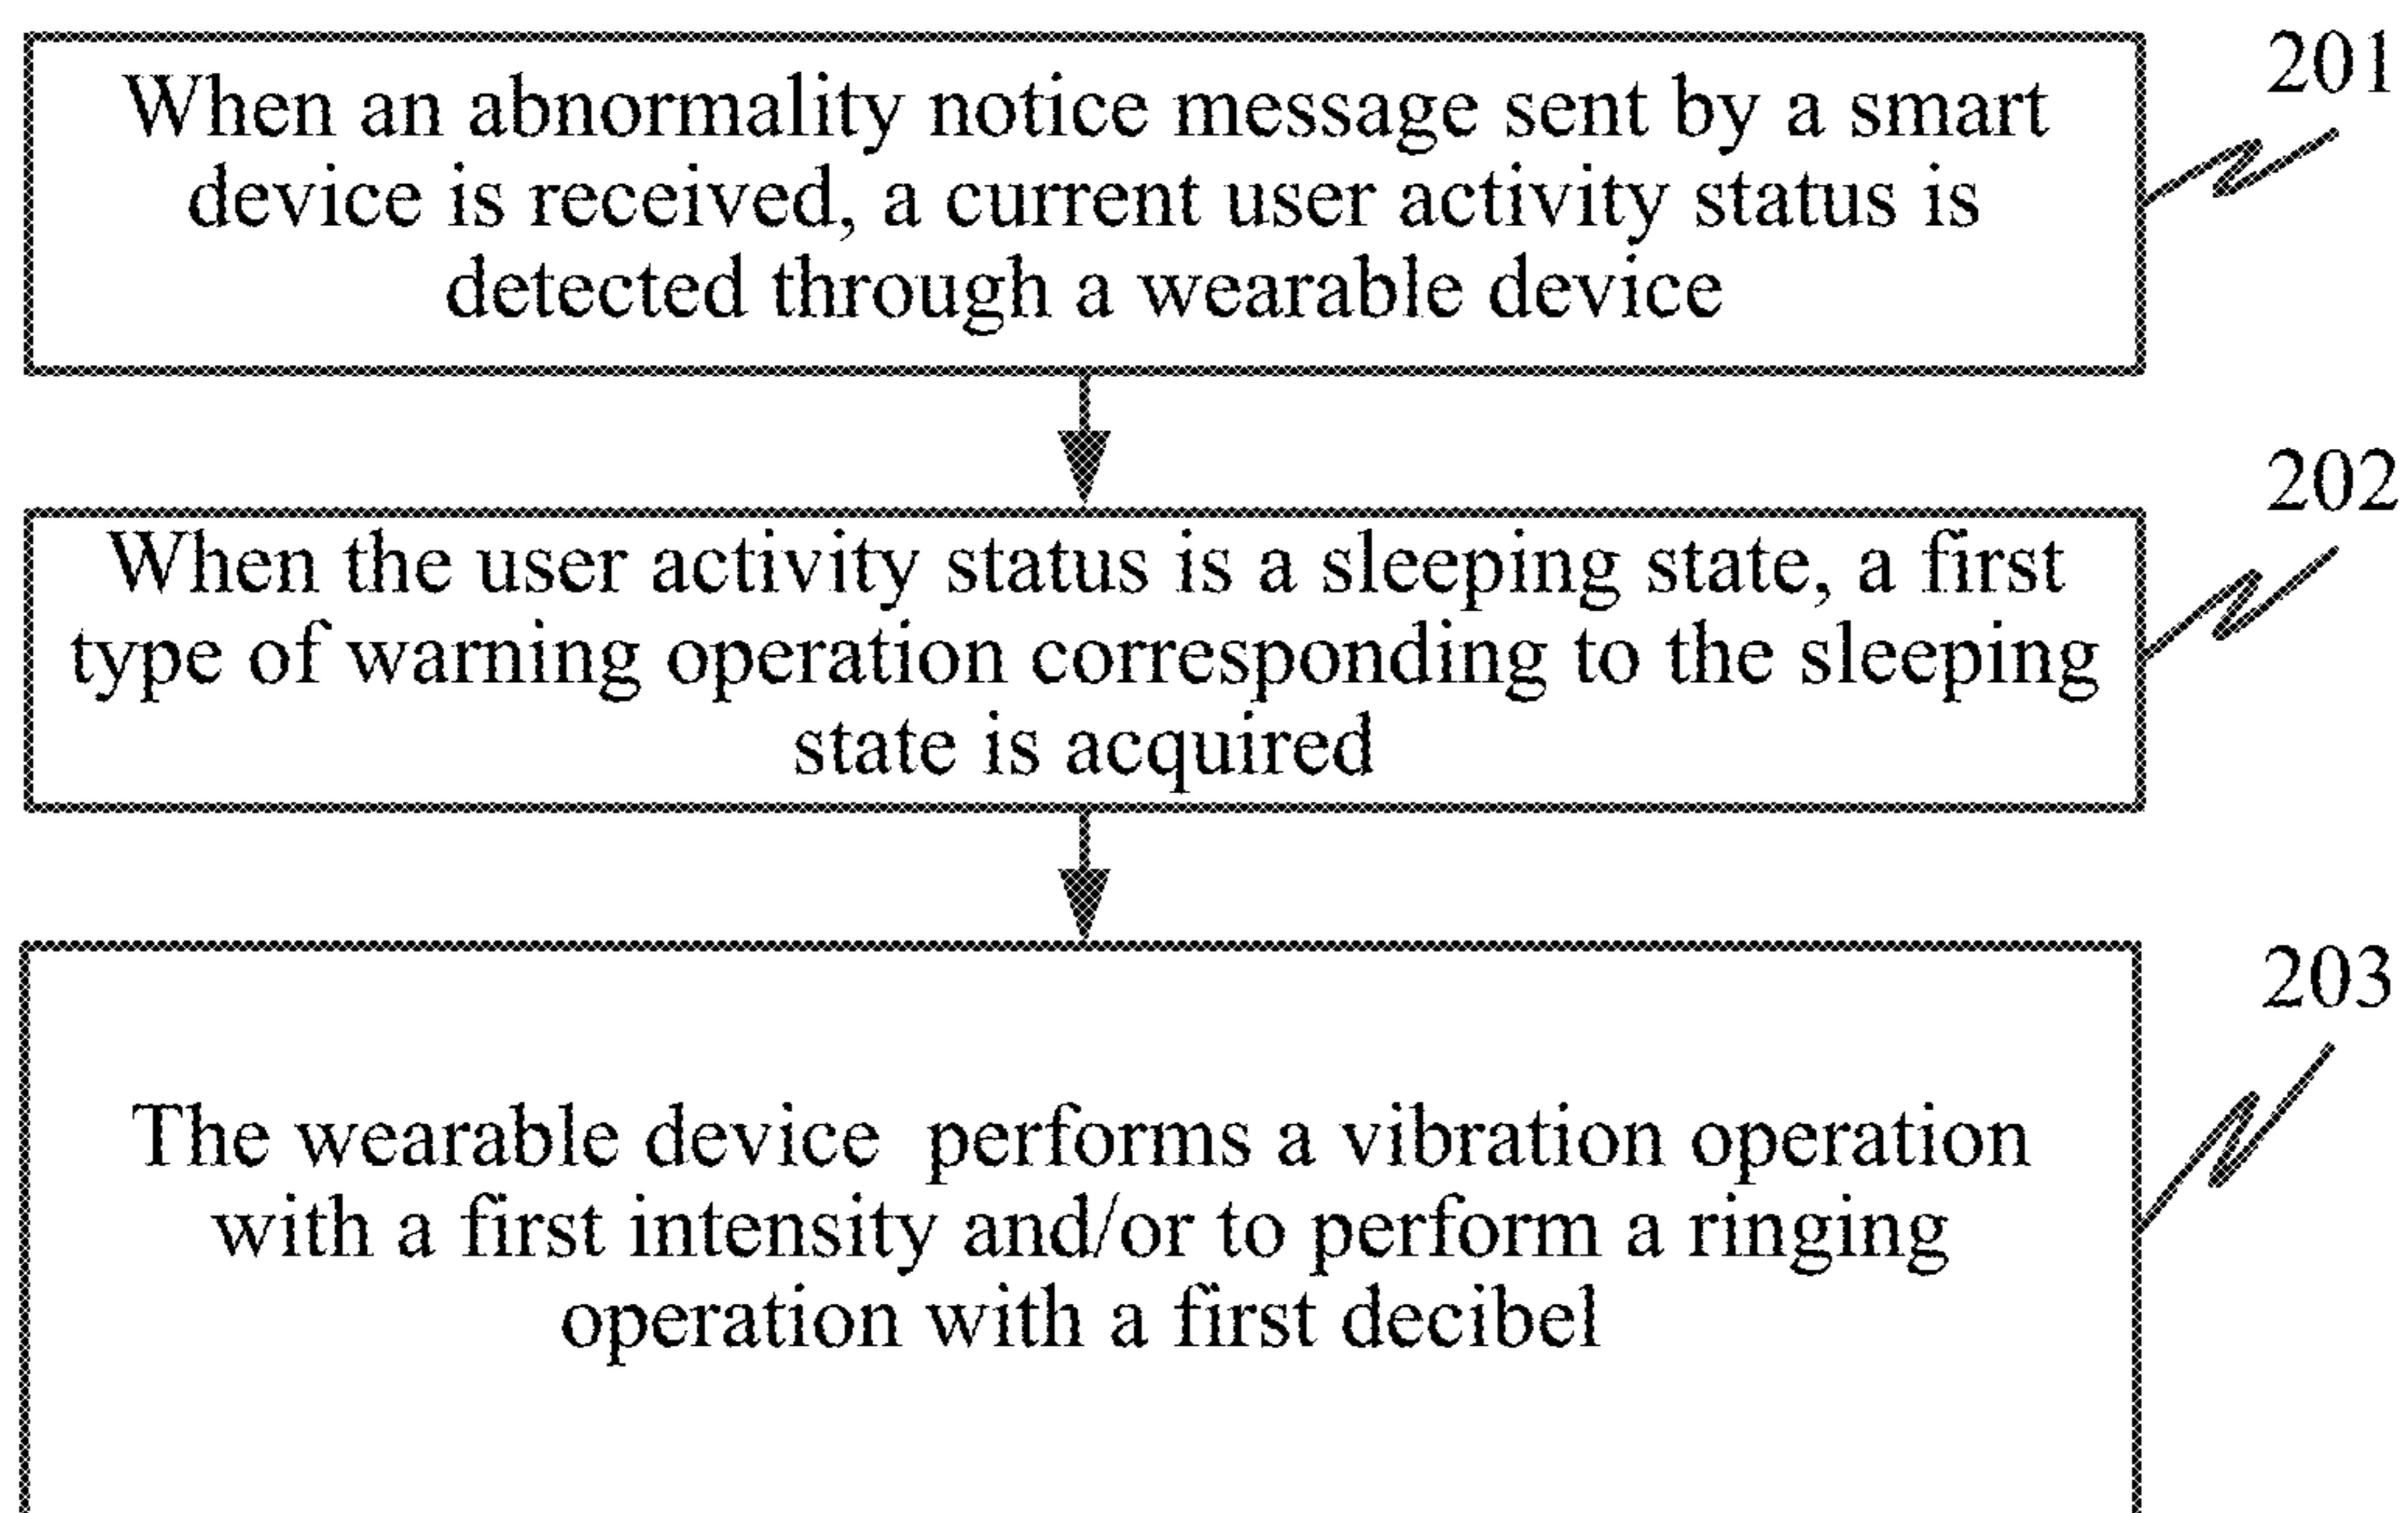 201
When an abnormality notice message sent by a smart
device is received, a current user activity status is
detected through a wearable device
202
When the user activity status is a sleeping state, a first
type of warning operation corresponding to the sleeping
state is acquired
203
The wearable device  performs a vibration operation
with a first intensity and/or to perform a ringing
operation with a first decibel